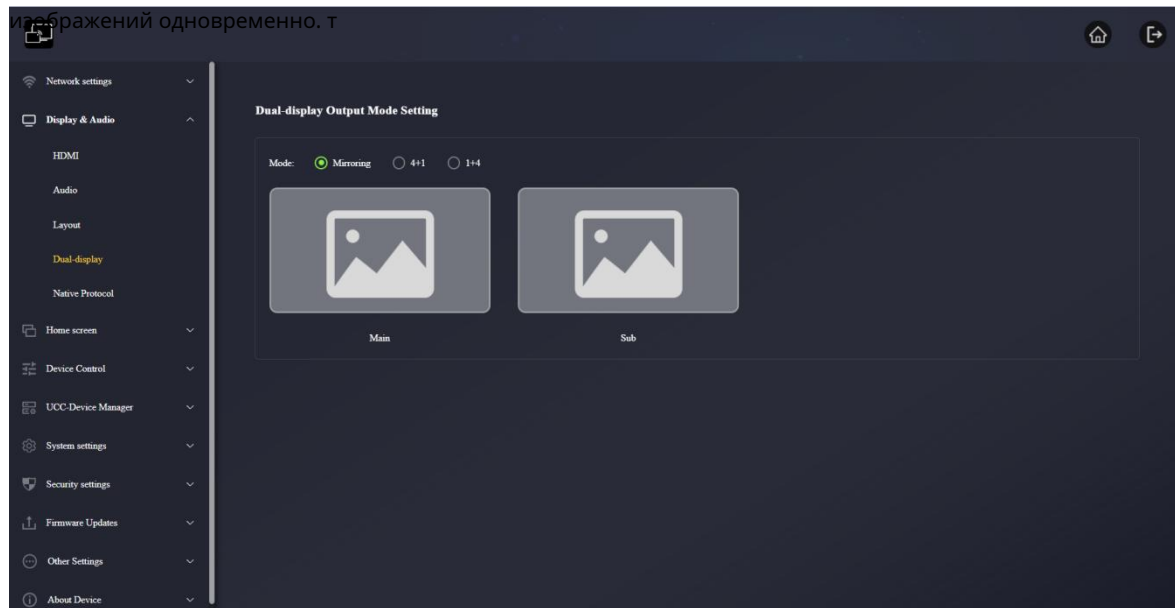 изображений одновременно. т
Network settings
Display & Audio
HDMI
Audio
Layout
Dual-display
Native Protocol
Home screen
Device Control
UCC-Device Manager
System settings
Security settings
Firmware Updates
Other Settings
About Device
Dual-display Output Mode Setting
Mode: Mirroring 4+1 1+4
Main Sub